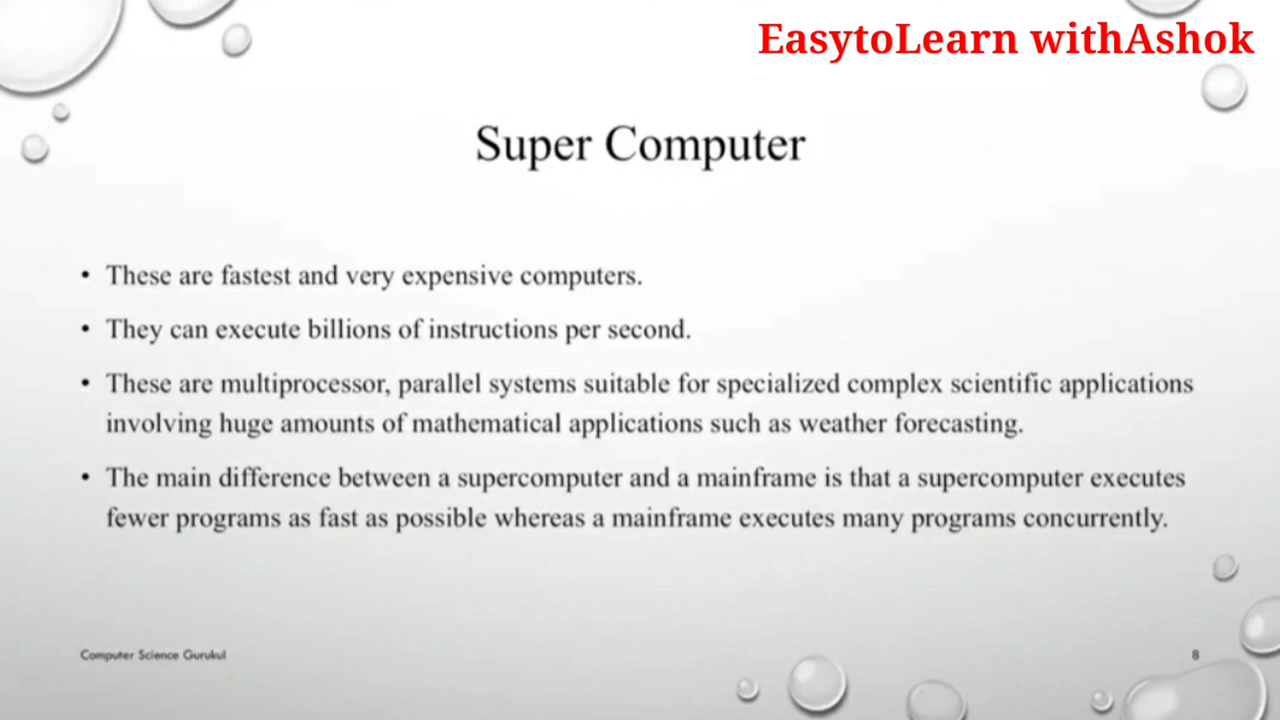 EasytoLearn withAshok
Super Computer
• These are fastest and very expensive computers.
• They can execute billions of instructions per second.
• These are multiprocessor, parallel systems suitable for specialized complex scientific applications
involving huge amounts of mathematical applications such as weather forecasting.
• The main difference between a supercomputer and a mainframe is that a supercomputer executes
fewer programs as fast as possible whereas a mainframe executes many programs concurrently.
Computer Science Gurukul
8